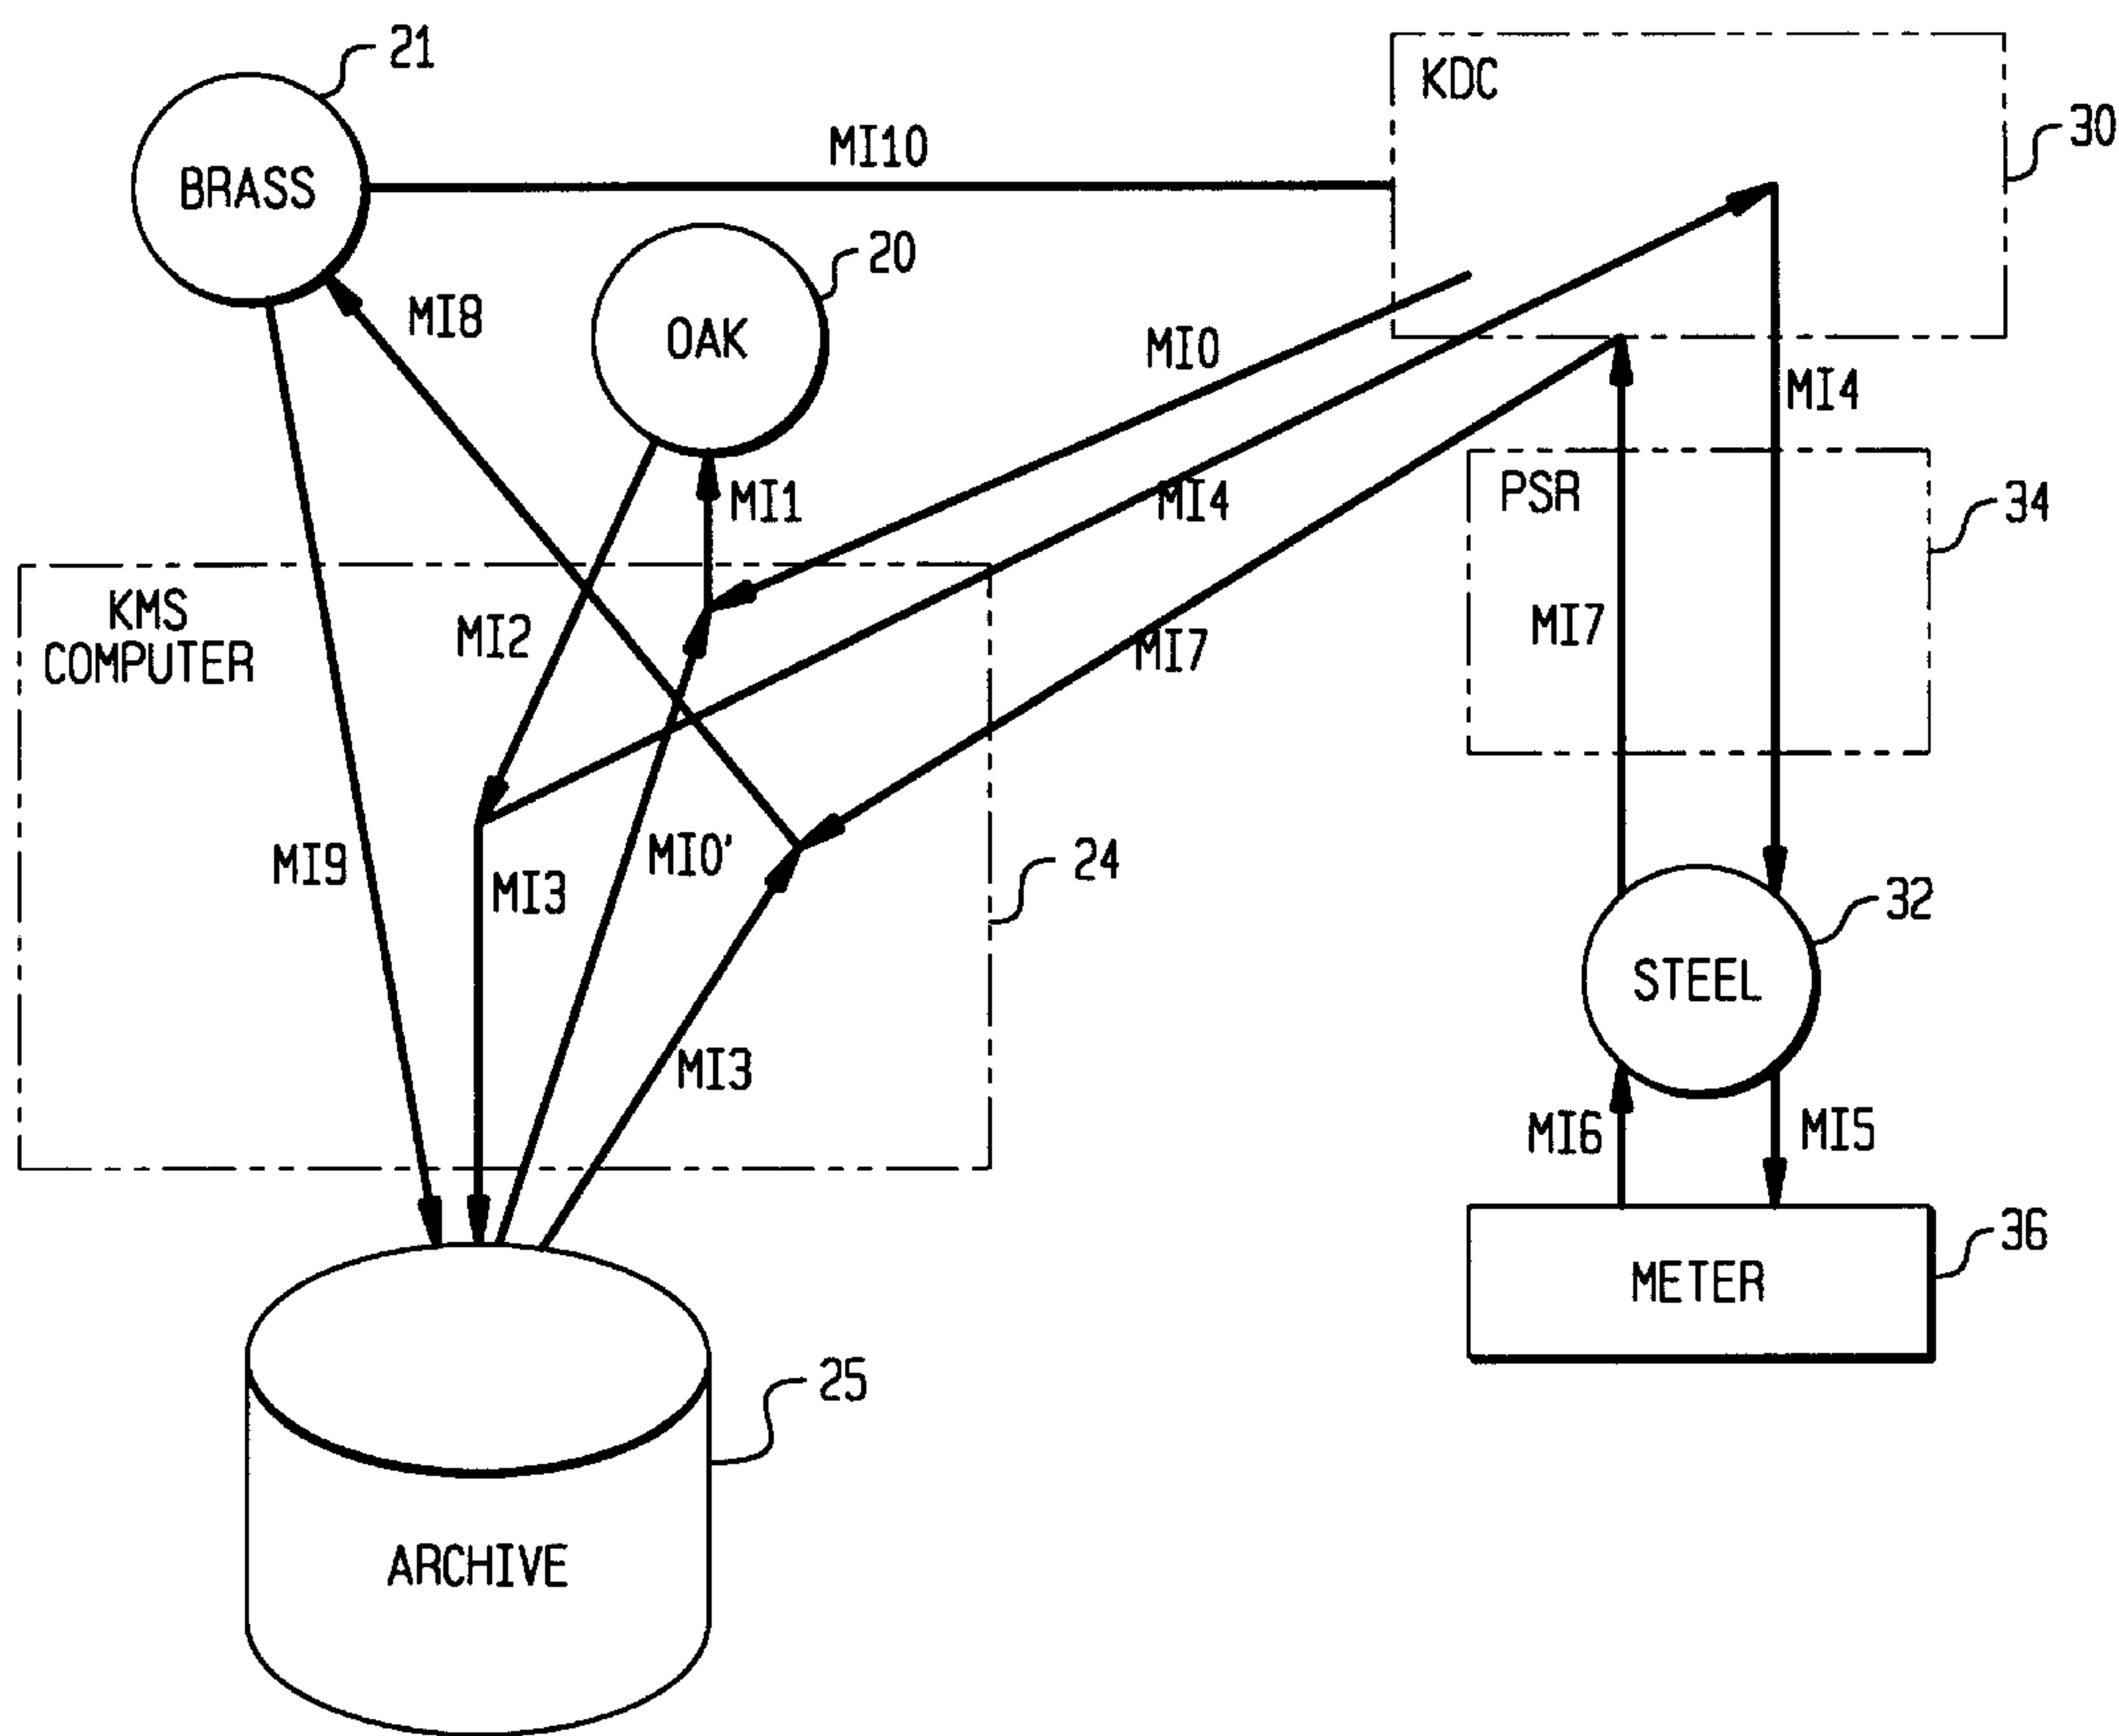 21
KDC
30
MI10
BRASS
20
MI8
OAK
MI0
MI4
MI1
MI4
PSR
34
KMS
COMPUTER
MI2
MI7
MI7
MI9
MI3
MI0'
24
32
STEEL
MI3
MI6
MI5
36
METER
25
ARCHIVE